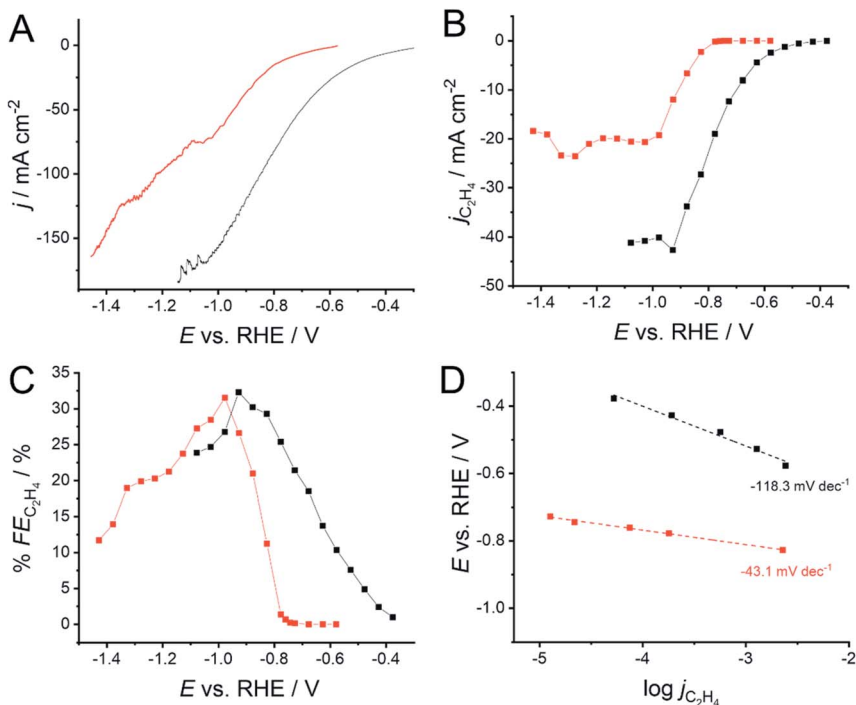 A
0
-50
-100
-150
j / mA cm⁻²
-1.4 -1.2 -1.0 -0.8 -0.6 -0.4
E vs. RHE / V
B
0
-10
-20
-30
-40
-50
j_C₂H₄ / mA cm⁻²
-1.4 -1.2 -1.0 -0.8 -0.6 -0.4
E vs. RHE / V
C
35
30
25
20
15
10
5
0
% FE_C₂H₄ / %
-1.4 -1.2 -1.0 -0.8 -0.6 -0.4
E vs. RHE / V
D
-0.4
-0.6
-0.8
-1.0
E vs. RHE / V
-118.3 mV dec⁻¹
-43.1 mV dec⁻¹
-5 -4 -3 -2
log j_C₂H₄